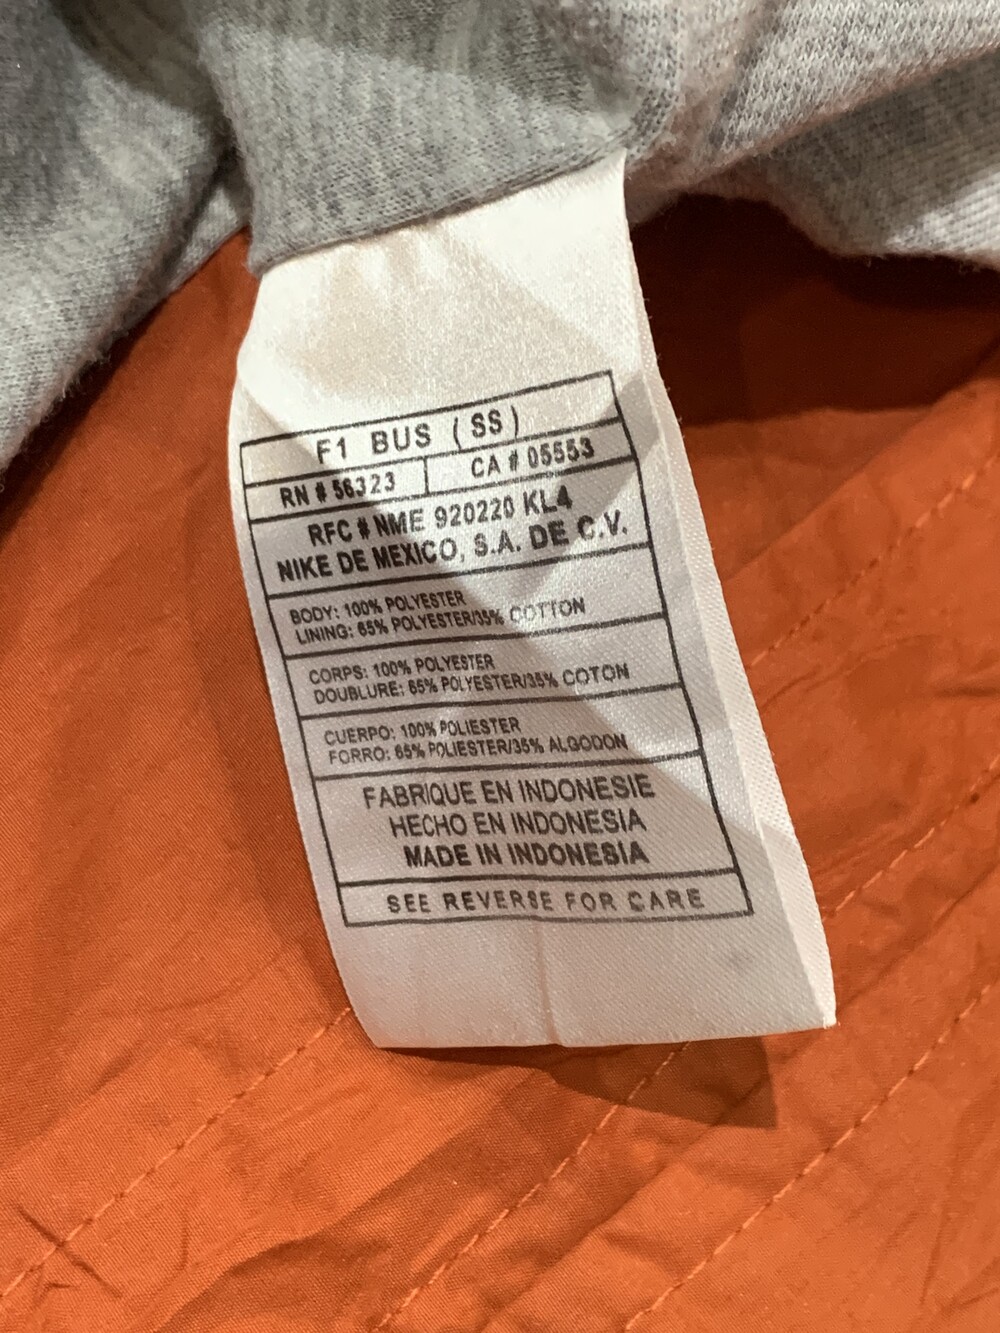 F1 BUS (SS)
RN # 56323 CA # 05553
RFC # NME 920220 KL4
NIKE DE MEXICO, S.A. DE C.V.
BODY: 100% POLYESTER
LINING: 65% POLYESTER/35% COTTON
CORPS: 100% POLYESTER
DOUBLURE: 65% POLYESTER/35% COTON
CUERPO: 100% POLIESTER
FORRO: 65% POLIESTER/35% ALGODON
FABRIQUE EN INDONESIE
HECHO EN INDONESIA
MADE IN INDONESIA
SEE REVERSE FOR CARE